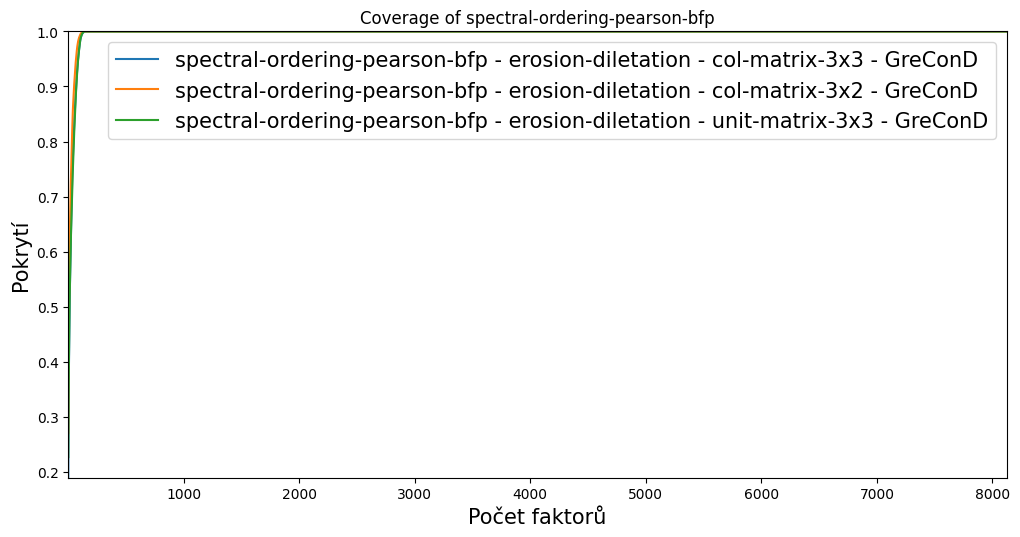 Coverage of spectral-ordering-pearson-bfp
1.0
0.9
0.8
0.7
0.6
0.5
0.4
0.3
0.2
Pokrytí
spectral-ordering-pearson-bfp - erosion-diletation - col-matrix-3x3 - GreConD
spectral-ordering-pearson-bfp - erosion-diletation - col-matrix-3x2 - GreConD
spectral-ordering-pearson-bfp - erosion-diletation - unit-matrix-3x3 - GreConD
1000 2000 3000 4000 5000 6000 7000 8000
Počet faktorů